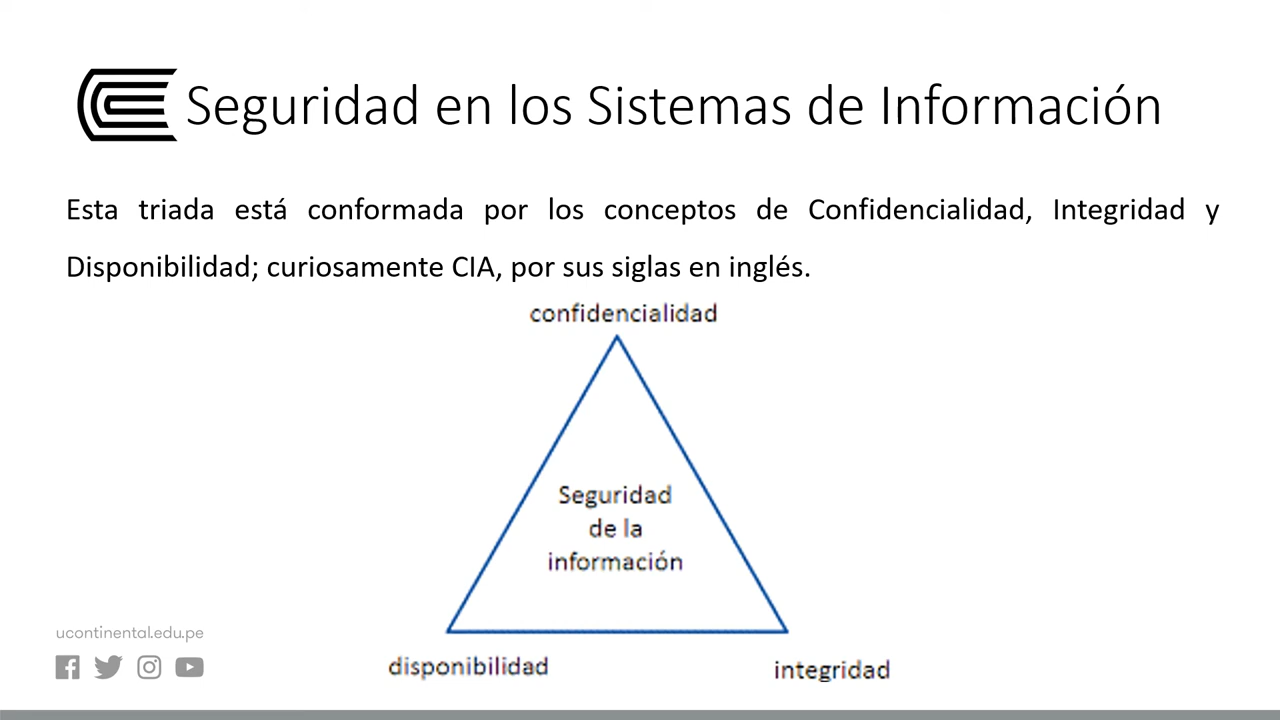 Seguridad en los Sistemas de Información
Esta triada está conformada por los conceptos de Confidencialidad, Integridad y
Disponibilidad; curiosamente CIA, por sus siglas en inglés.
confidencialidad
Seguridad
de la
información
disponibilidad
integridad
ucontinental.edu.pe